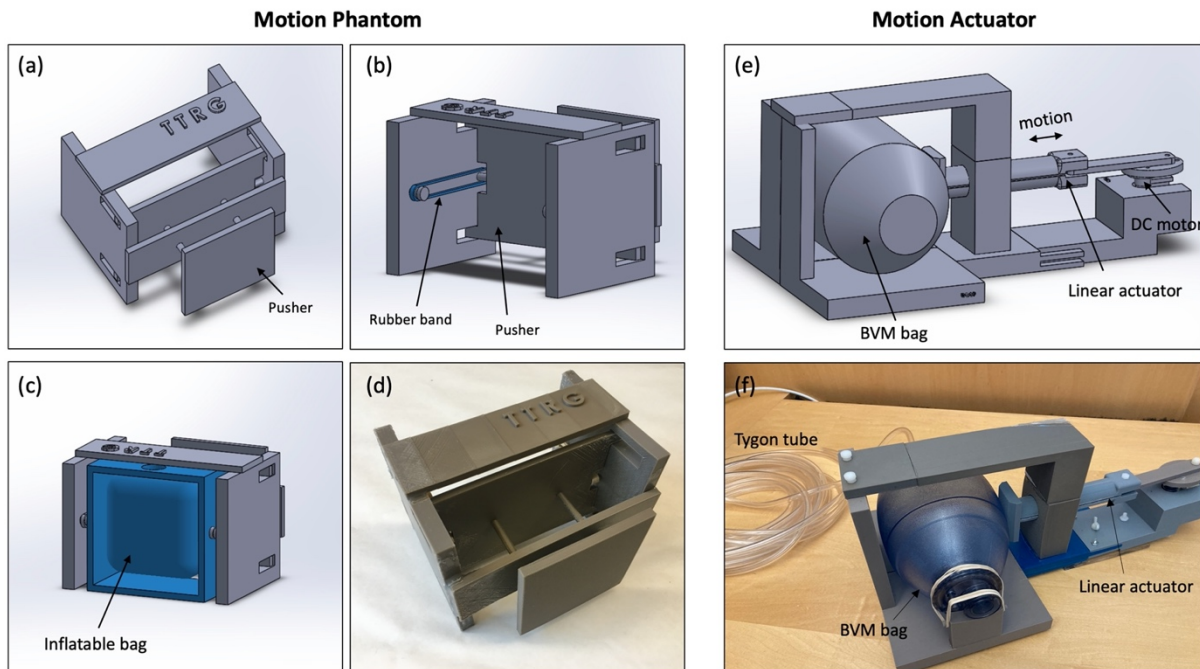 Motion Phantom
Motion Actuator
(a)
TTRG
Pusher
(b)
Rubber band
Pusher
(c)
Inflatable bag
(d)
TTRG
(e)
motion
DC motor
Linear actuator
BVM bag
(f)
Tygon tube
Linear actuator
BVM bag